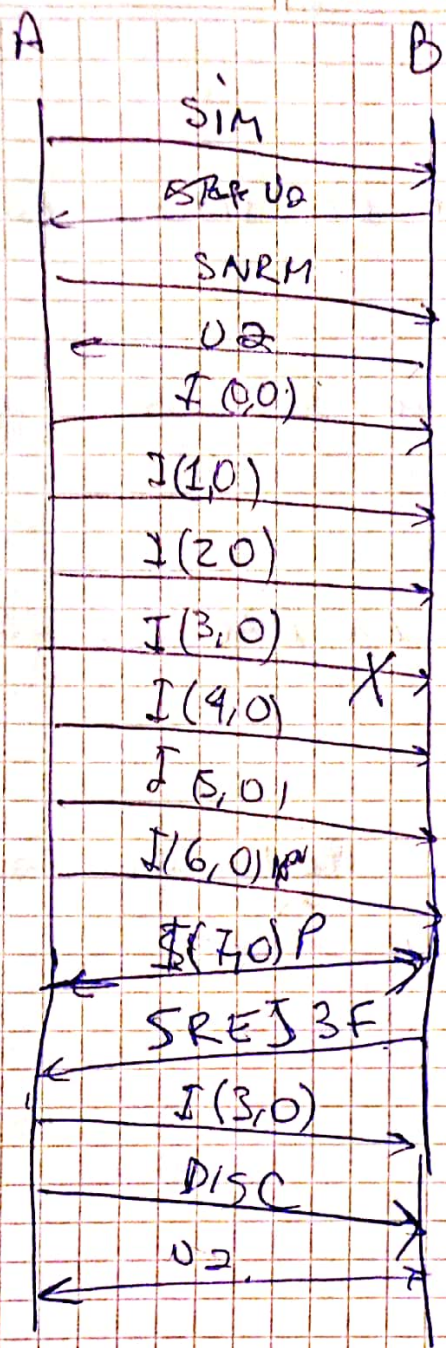 A B
SIM
UA
SNRM
UA
I(0,0)
I(1,0)
I(2 0)
I(3,0)
X
I(4,0)
I 5,0)
I(6,0)
(7,0)P
SREJ 3F
I(3,0)
DISC